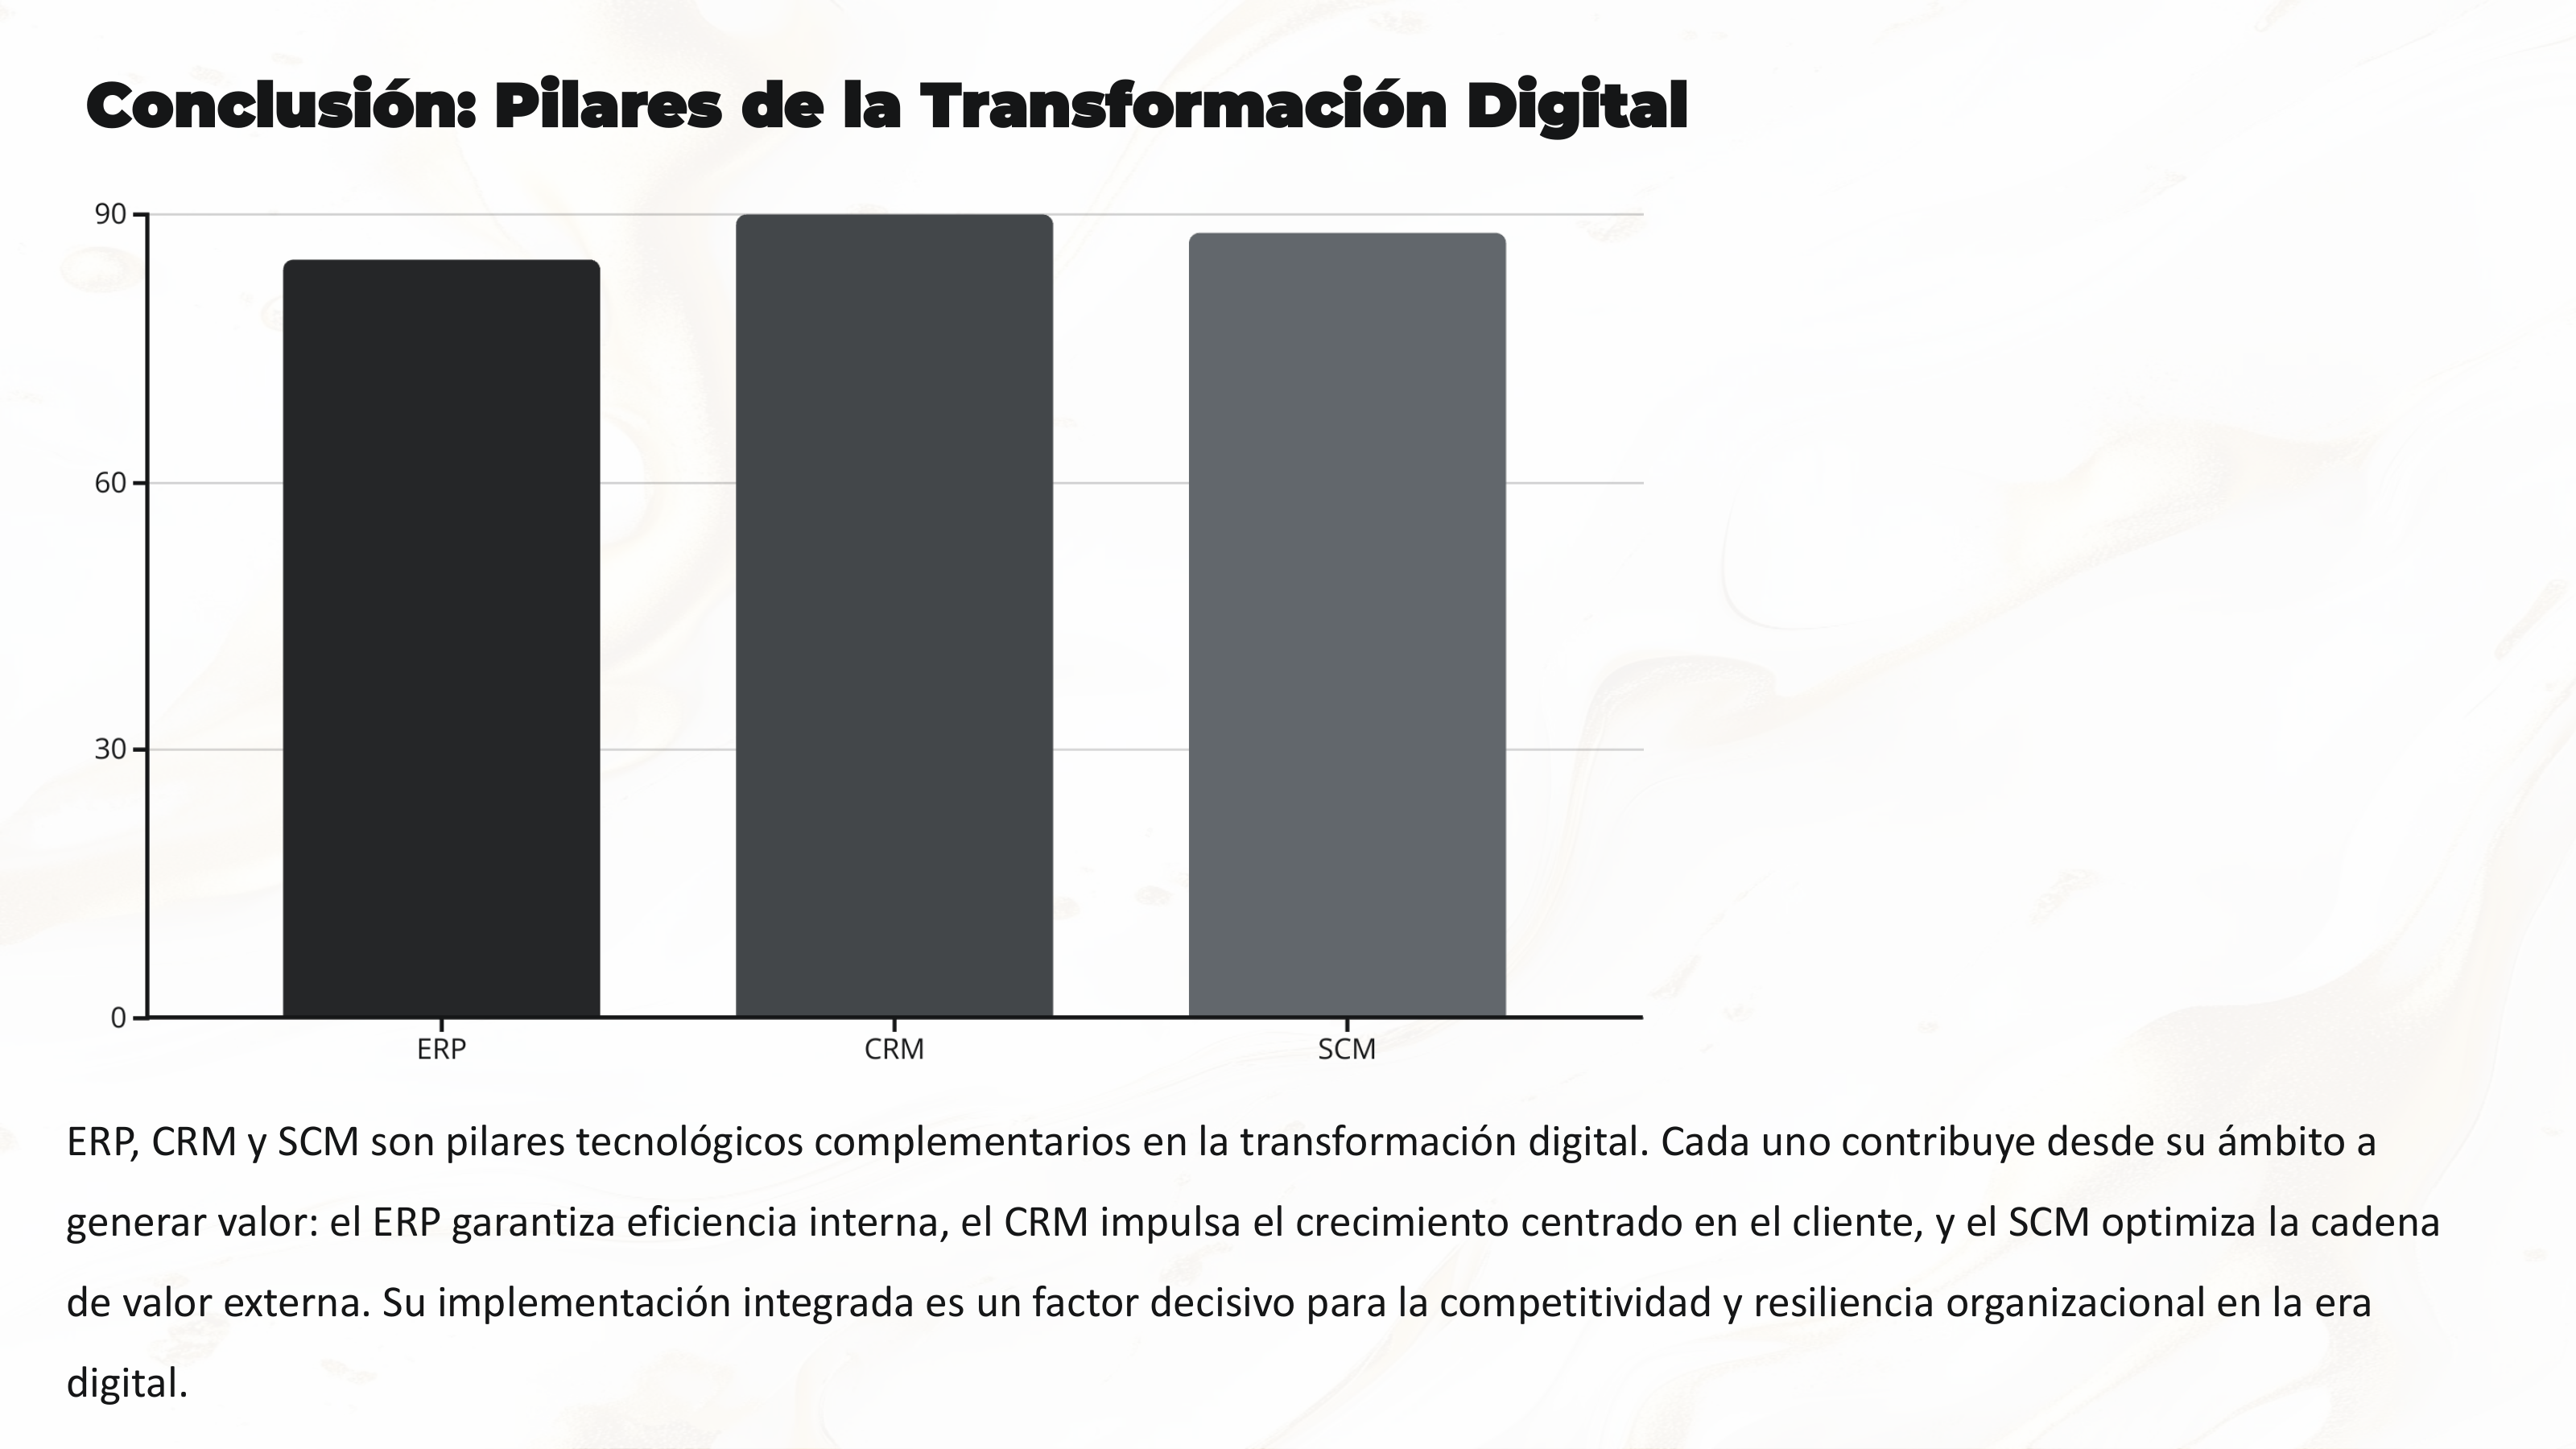 Conclusión: Pilares de la Transformación Digital
90
60
30
0
ERP CRM SCM
ERP, CRM y SCM son pilares tecnológicos complementarios en la transformación digital. Cada uno contribuye desde su ámbito a
generar valor: el ERP garantiza eficiencia interna, el CRM impulsa el crecimiento centrado en el cliente, y el SCM optimiza la cadena
de valor externa. Su implementación integrada es un factor decisivo para la competitividad y resiliencia organizacional en la era
digital.